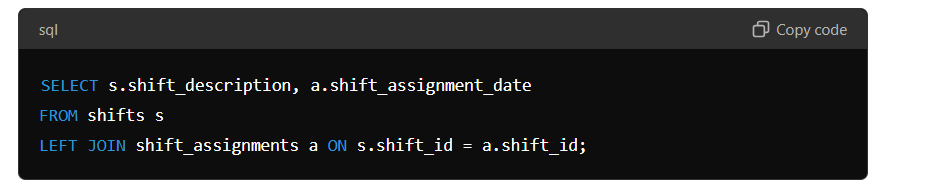 sql
Copy code
SELECT s.shift_description, a.shift_assignment_date
FROM shifts s
LEFT JOIN shift_assignments a ON s.shift_id = a.shift_id;